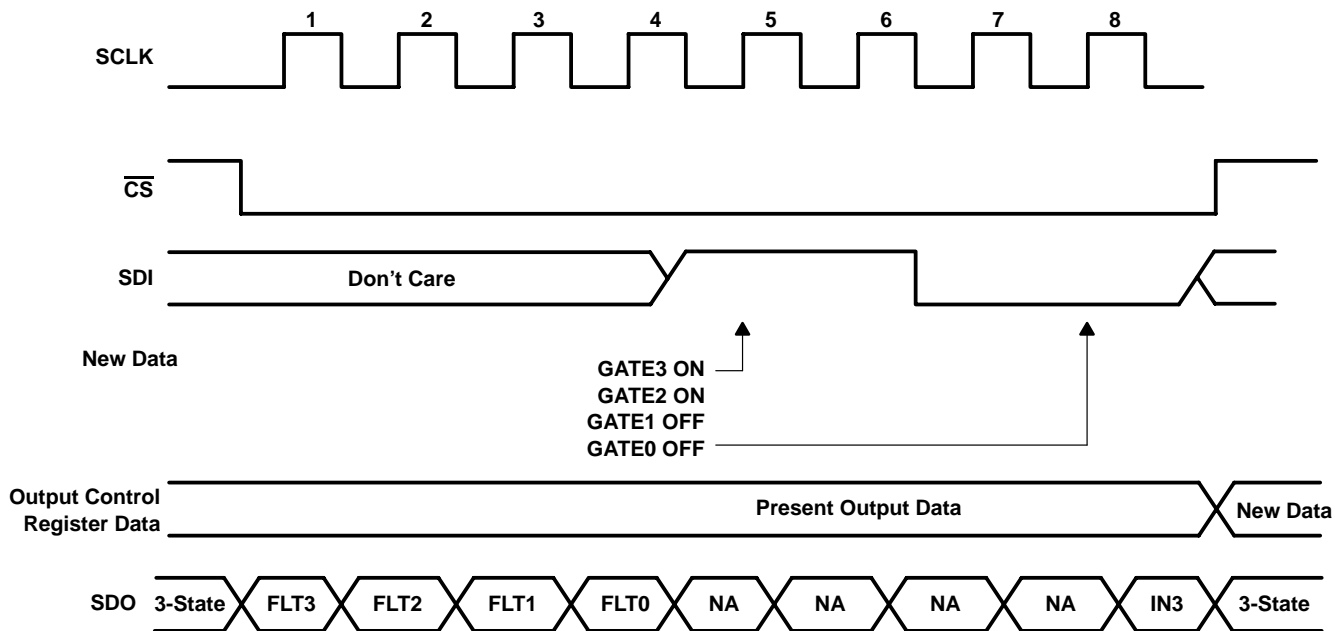 1 2 3 4 5 6 7 8
SCLK
CS
SDI
Don't Care
New Data
GATE3 ON
GATE2 ON
GATE1 OFF
GATE0 OFF
Output Control
Register Data
Present Output Data
New Data
SDO 3-State FLT3 FLT2 FLT1 FLT0 NA NA NA NA IN3 3-State